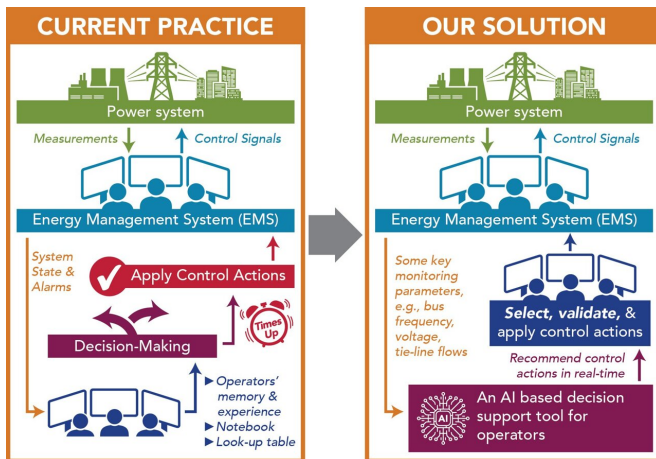 CURRENT PRACTICE
Power system
Measurements
Control Signals
Energy Management System (EMS)
System
State &
Alarms
Apply Control Actions
Times
Up
Decision-Making
▶ Operators'
memory &
experience
▶ Notebook
▶ Look-up table
OUR SOLUTION
Power system
Measurements
Control Signals
Energy Management System (EMS)
Some key
monitoring
parameters,
e.g., bus
frequency,
voltage,
tie-line flows
Select, validate, &
apply control actions
Recommend control
actions in real-time
AI
An AI based decision
support tool for
operators